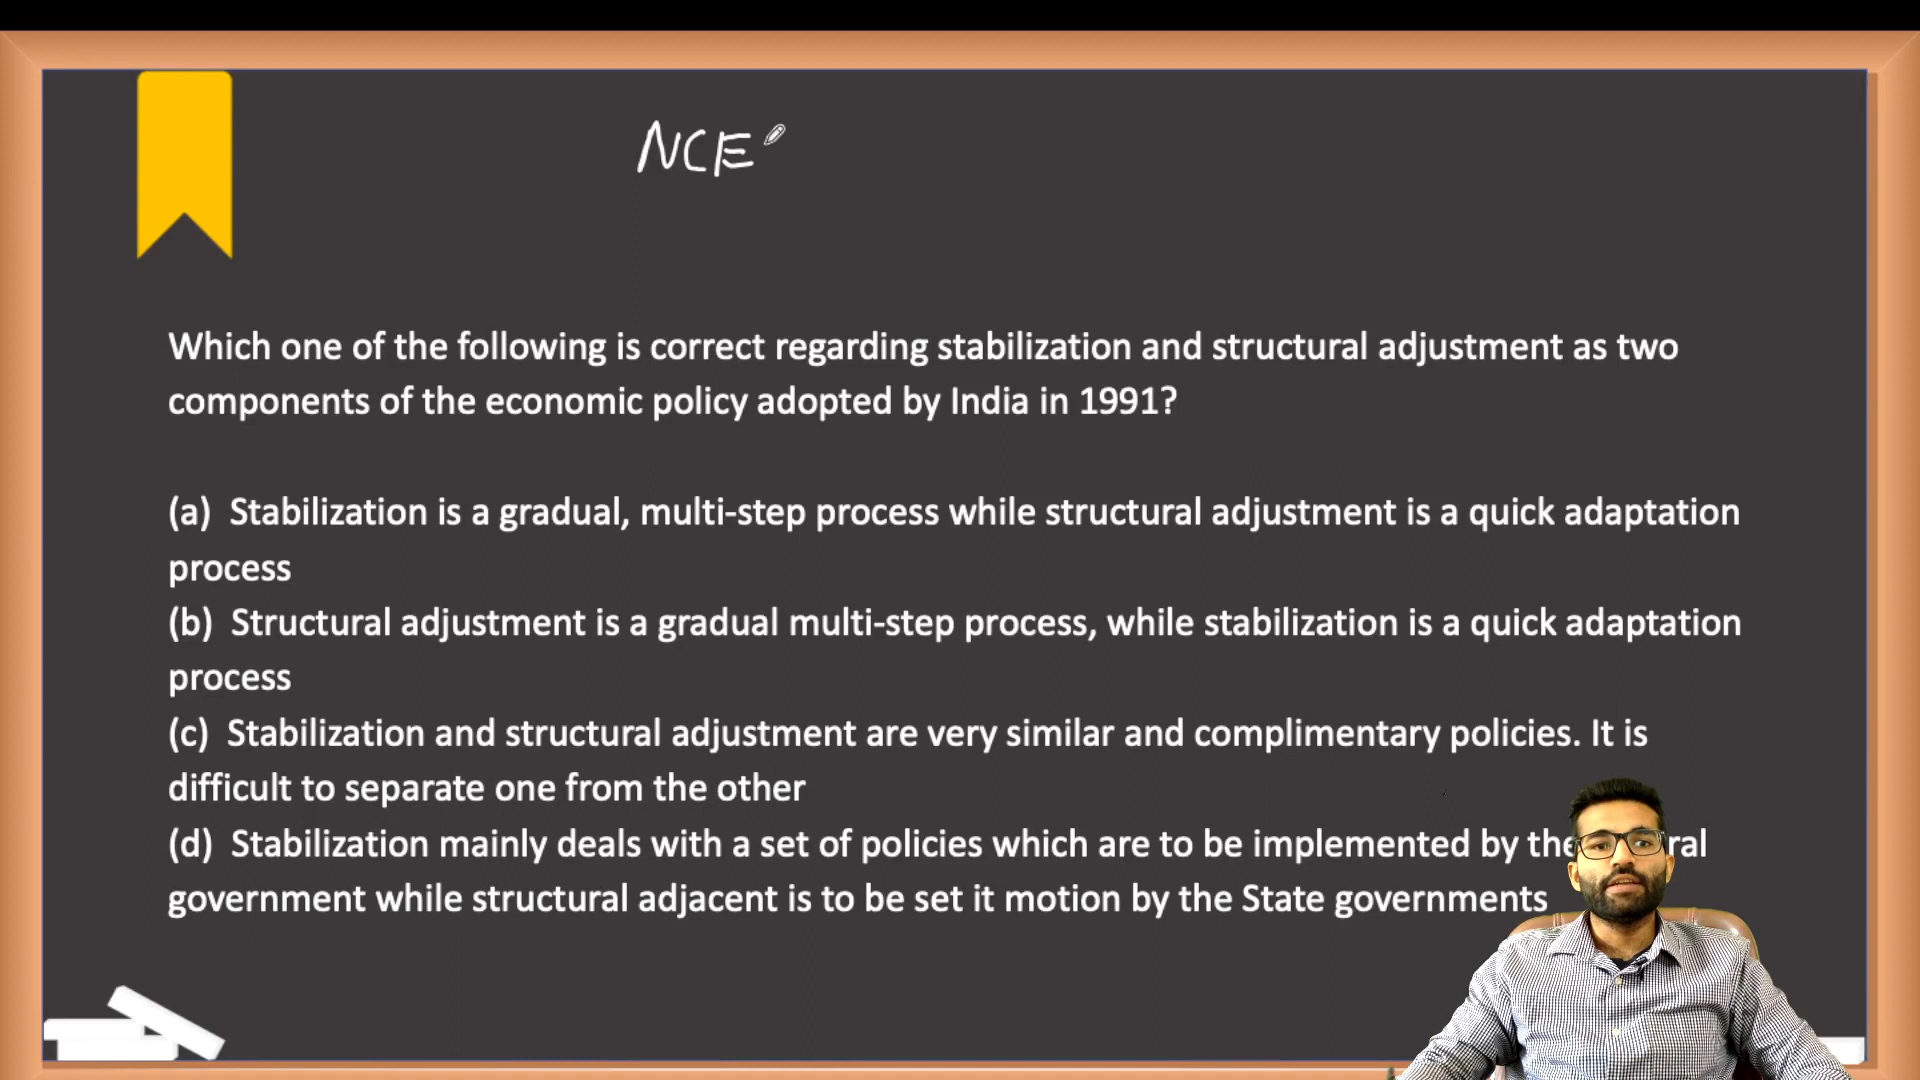 NCE
Which one of the following is correct regarding stabilization and structural adjustment as two
components of the economic policy adopted by India in 1991?
(a) Stabilization is a gradual, multi-step process while structural adjustment is a quick adaptation
process
(b) Structural adjustment is a gradual multi-step process, while stabilization is a quick adaptation
process
(c) Stabilization and structural adjustment are very similar and complimentary policies. It is
difficult to separate one from the other
(d) Stabilization mainly deals with a set of policies which are to be implemented by the
government while structural adjacent is to be set it motion by the State governments